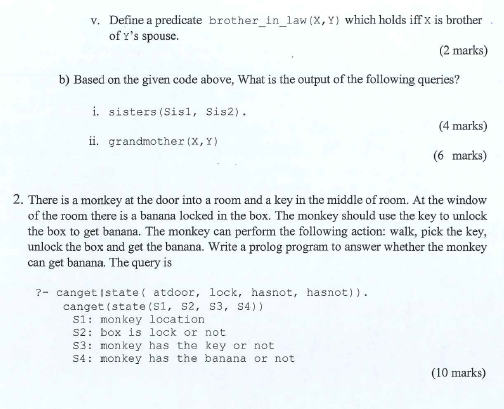 v. Define a predicate brother_in_law(X,Y) which holds iff X is brother
of Y's spouse.
(2 marks)
b) Based on the given code above, What is the output of the following queries?
i. sisters(Sis1, Sis2).
(4 marks)
ii. grandmother(X,Y)
(6 marks)
2. There is a monkey at the door into a room and a key in the middle of room. At the window
of the room there is a banana locked in the box. The monkey should use the key to unlock
the box to get banana. The monkey can perform the following action: walk, pick the key,
unlock the box and get the banana. Write a prolog program to answer whether the monkey
can get banana. The query is
?- canget|state( atdoor, lock, hasnot, hasnot)).
canget(state(S1, S2, S3, S4))
S1: monkey location
S2: box is lock or not
S3: monkey has the key or not
S4: monkey has the banana or not
(10 marks)